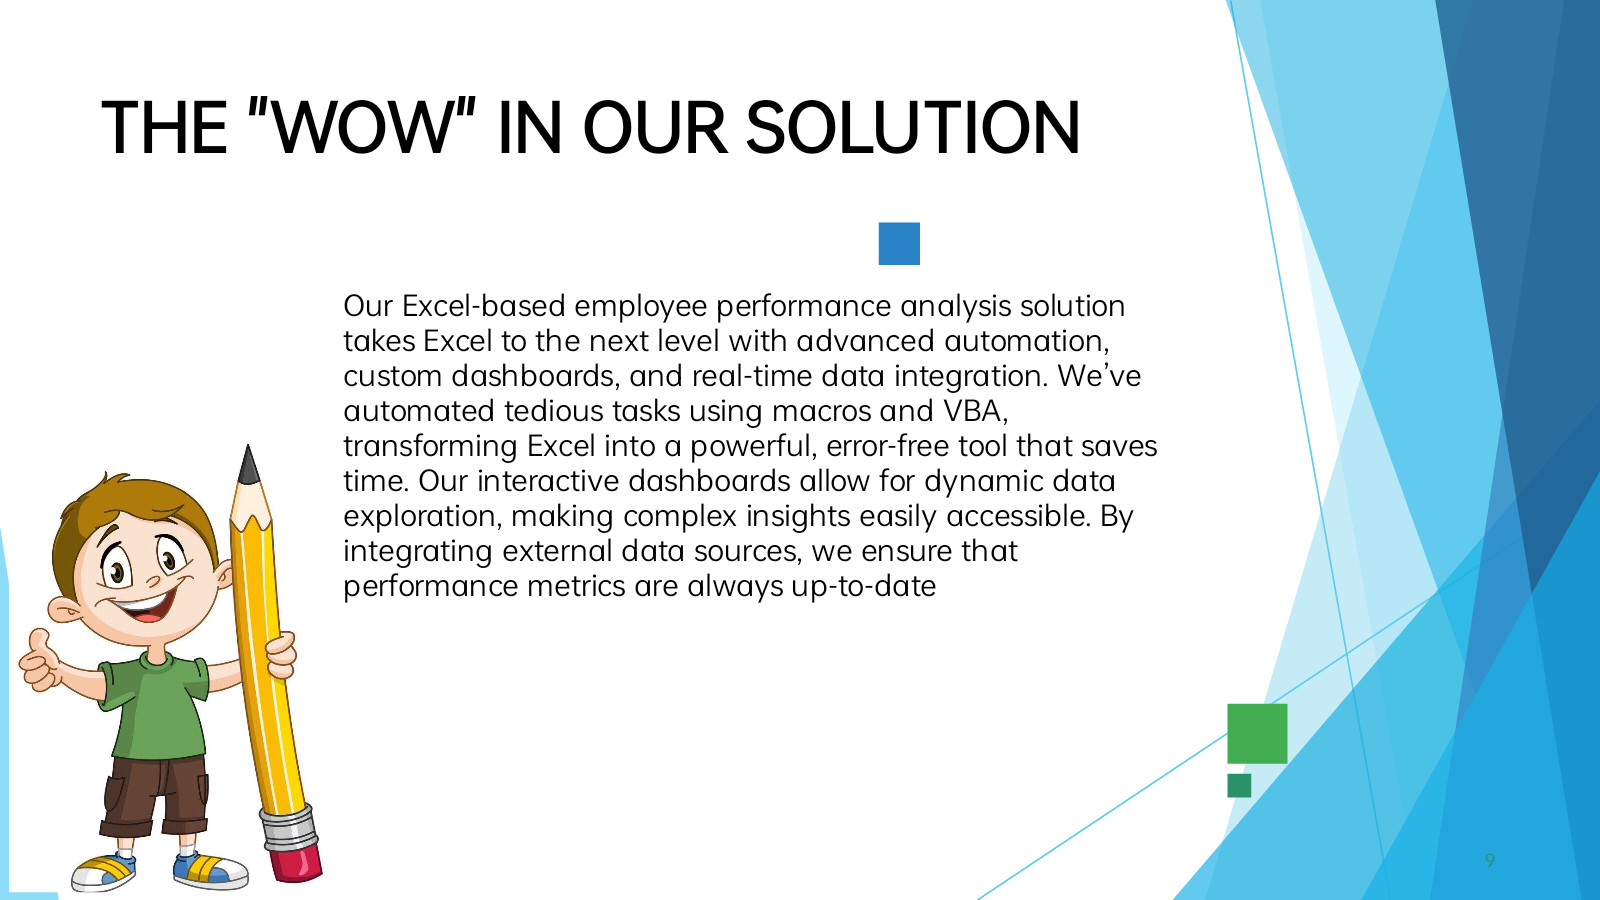 THE "WOW" IN OUR SOLUTION
Our Excel-based employee performance analysis solution
takes Excel to the next level with advanced automation,
custom dashboards, and real-time data integration. We’ve
automated tedious tasks using macros and VBA,
transforming Excel into a powerful, error-free tool that saves
time. Our interactive dashboards allow for dynamic data
exploration, making complex insights easily accessible. By
integrating external data sources, we ensure that
performance metrics are always up-to-date
9